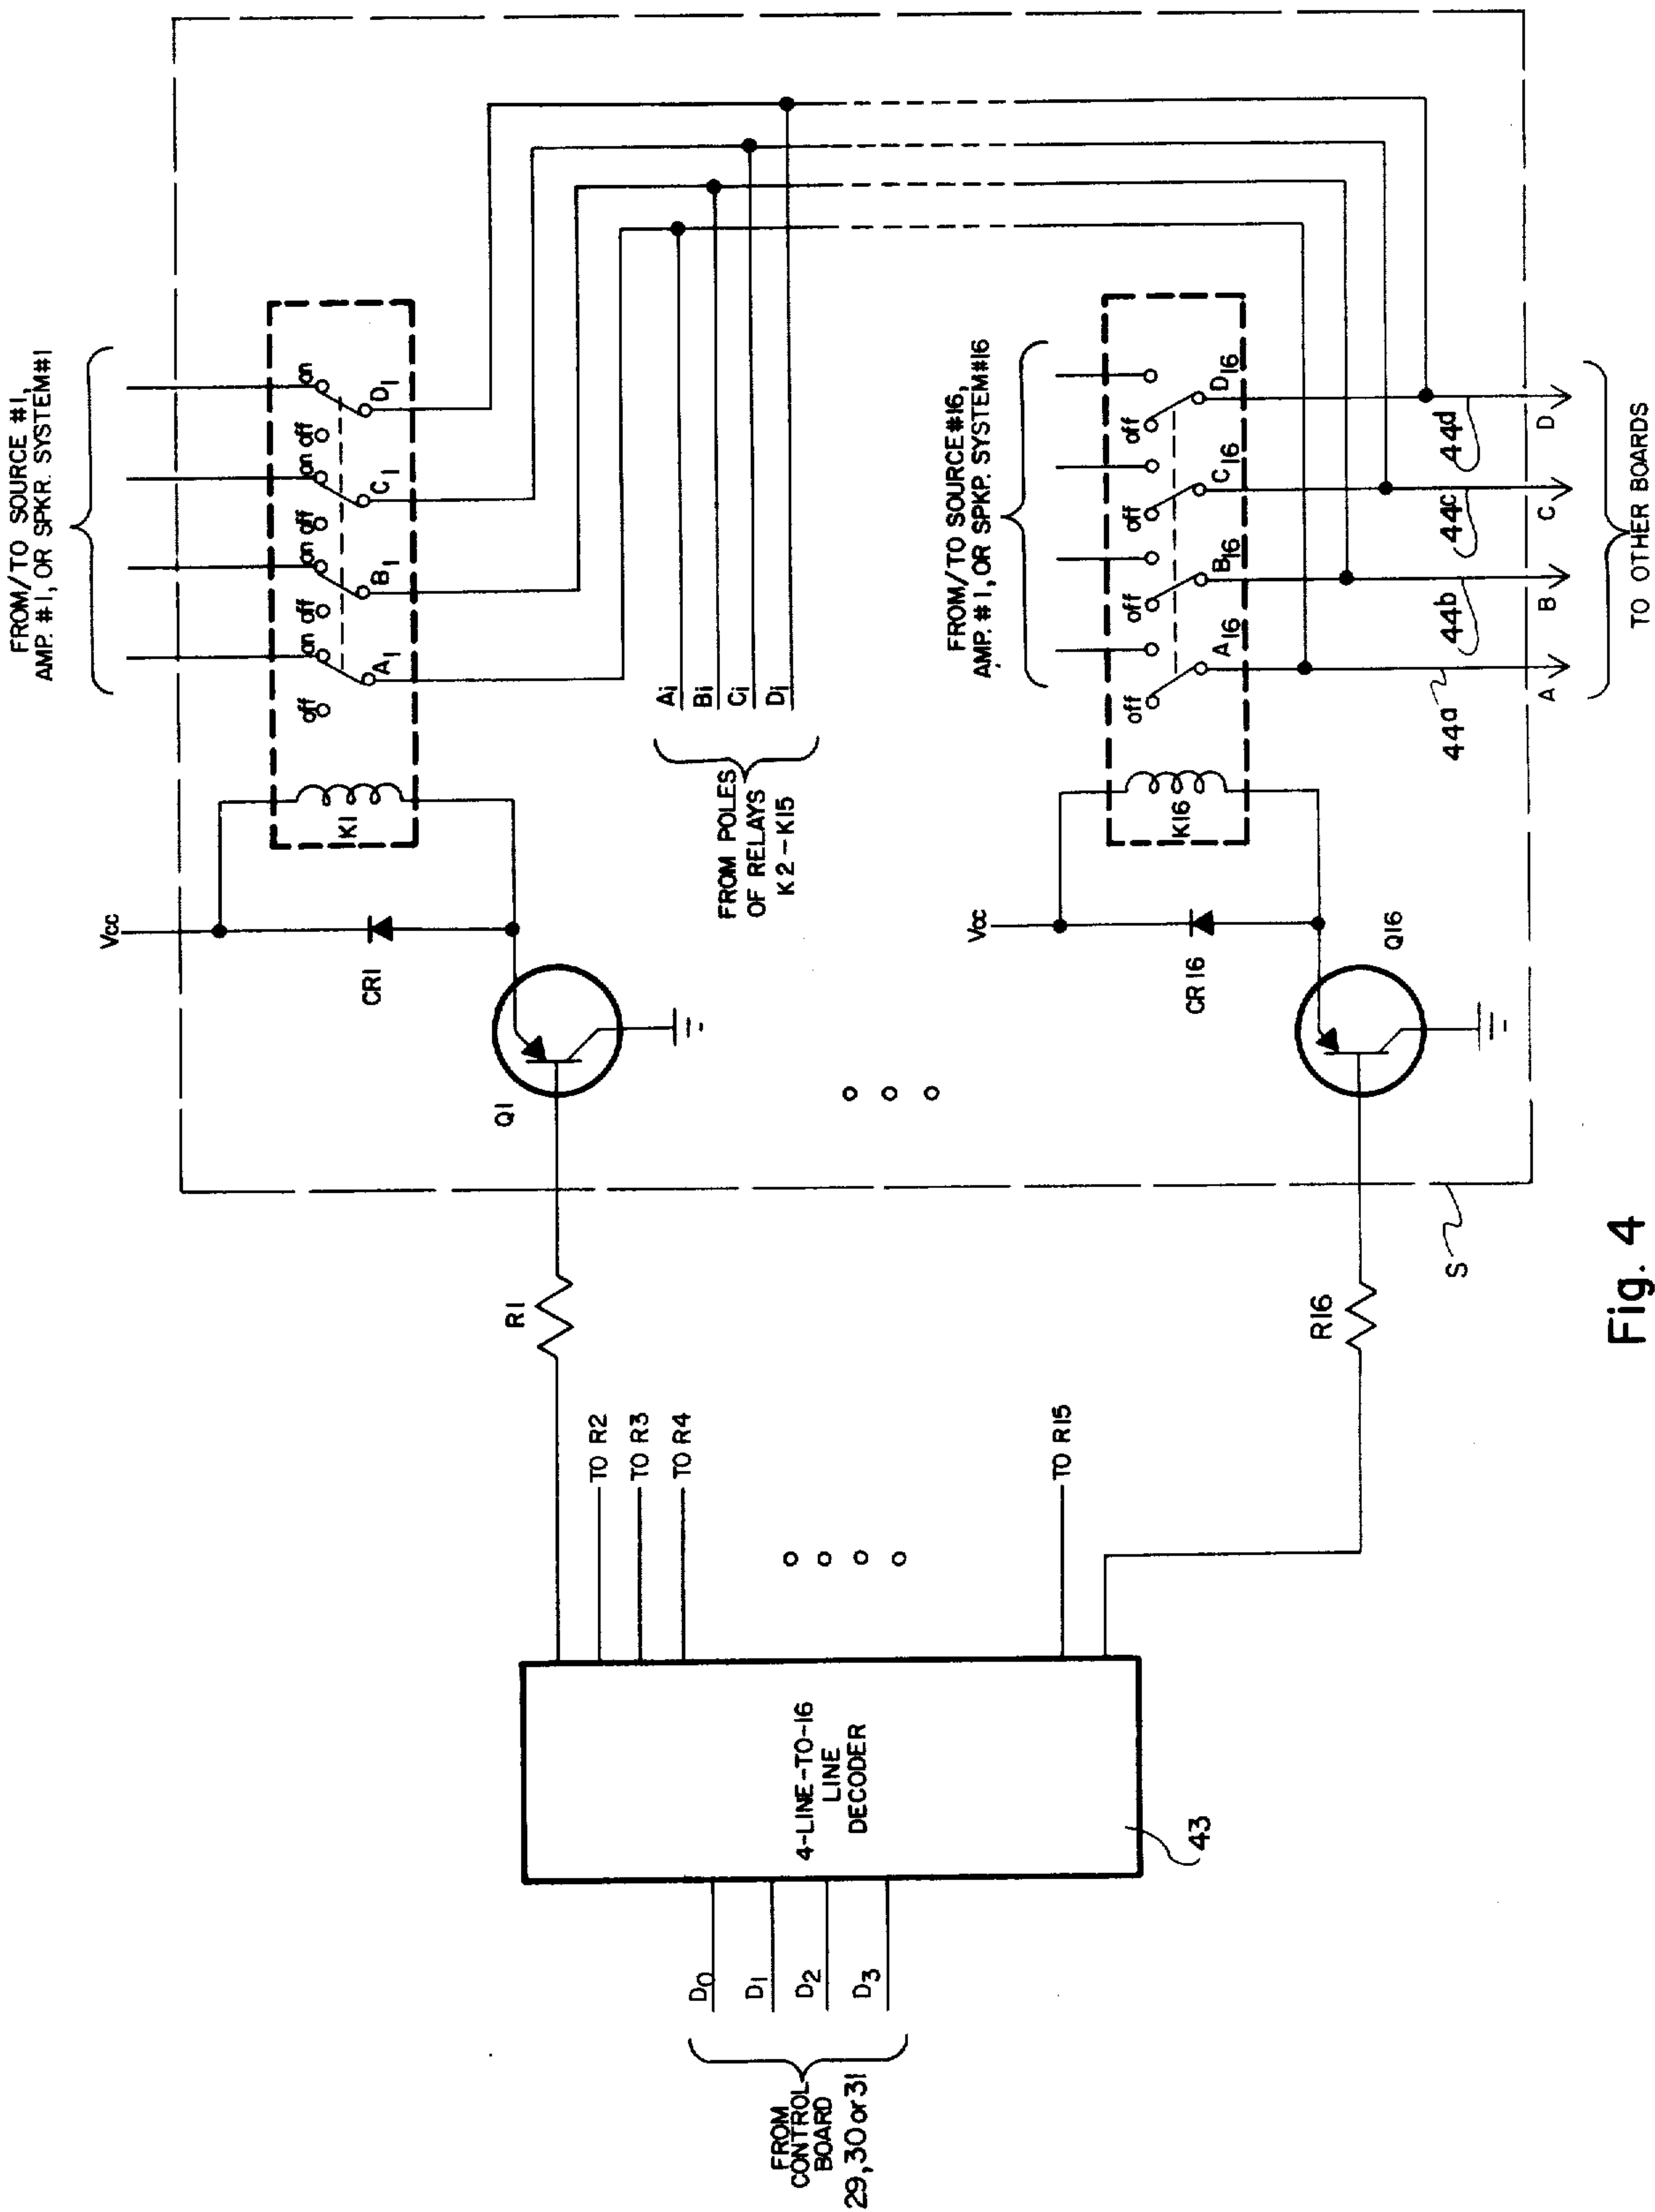 FROM/TO SOURCE #1,
AMP. #1, OR SPKR. SYSTEM#1
Vcc
on
on
on
on
off
off
off
off
A1
B1
C1
D1
K1
CR1
Q1
R1
Ai
Bi
Ci
Di
FROM POLES
OF RELAYS
K2-K15
FROM/TO SOURCE#16,
AMP. #1, OR SPKP. SYSTEM#16
Vcc
off
off
off
off
A16
B16
C16
D16
K16
CR16
Q16
R16
44a
44b
44c
44d
A
B
C
D
TO OTHER BOARDS
S
TO R2
TO R3
TO R4
TO R15
4-LINE-TO-16
LINE
DECODER
43
D0
D1
D2
D3
FROM
CONTROL
BOARD
29,30 or 31
Fig. 4